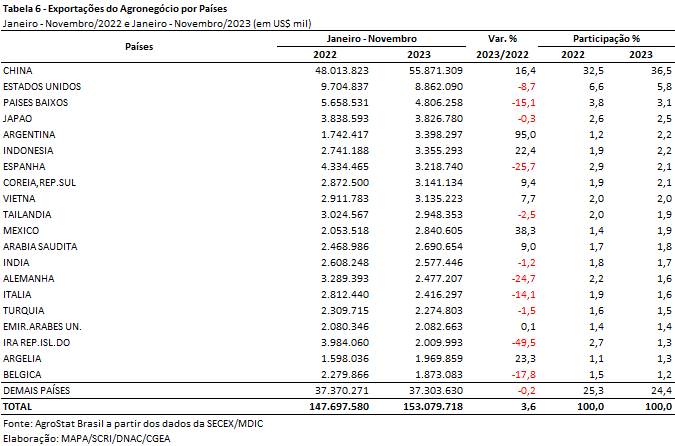 Tabela 6 - Exportações do Agronegócio por Países
Janeiro - Novembro/2022 e Janeiro - Novembro/2023 (em US$ mil)
Países Janeiro - Novembro Var. % Participação %
2022 2023 2023/2022 2022 2023
CHINA 48.013.823 55.871.309 16,4 32,5 36,5
ESTADOS UNIDOS 9.704.837 8.862.090 -8,7 6,6 5,8
PAISES BAIXOS 5.658.531 4.806.258 -15,1 3,8 3,1
JAPAO 3.838.593 3.826.780 -0,3 2,6 2,5
ARGENTINA 1.742.417 3.398.297 95,0 1,2 2,2
INDONESIA 2.741.188 3.355.293 22,4 1,9 2,2
ESPANHA 4.334.465 3.218.740 -25,7 2,9 2,1
COREIA,REP.SUL 2.872.500 3.141.134 9,4 1,9 2,1
VIETNA 2.911.783 3.135.223 7,7 2,0 2,0
TAILANDIA 3.024.567 2.948.353 -2,5 2,0 1,9
MEXICO 2.053.518 2.840.605 38,3 1,4 1,9
ARABIA SAUDITA 2.468.986 2.690.654 9,0 1,7 1,8
INDIA 2.608.248 2.577.446 -1,2 1,8 1,7
ALEMANHA 3.289.393 2.477.207 -24,7 2,2 1,6
ITALIA 2.812.440 2.416.297 -14,1 1,9 1,6
TURQUIA 2.309.715 2.274.803 -1,5 1,6 1,5
EMIR.ARABES UN. 2.080.346 2.082.663 0,1 1,4 1,4
IRA REP.ISL.DO 3.984.060 2.009.993 -49,5 2,7 1,3
ARGELIA 1.598.036 1.969.859 23,3 1,1 1,3
BELGICA 2.279.866 1.873.083 -17,8 1,5 1,2
DEMAIS PAÍSES 37.370.271 37.303.630 -0,2 25,3 24,4
TOTAL 147.697.580 153.079.718 3,6 100,0 100,0
Fonte: AgroStat Brasil a partir dos dados da SECEX/MDIC
Elaboração: MAPA/SCRI/DNAC/CGEA